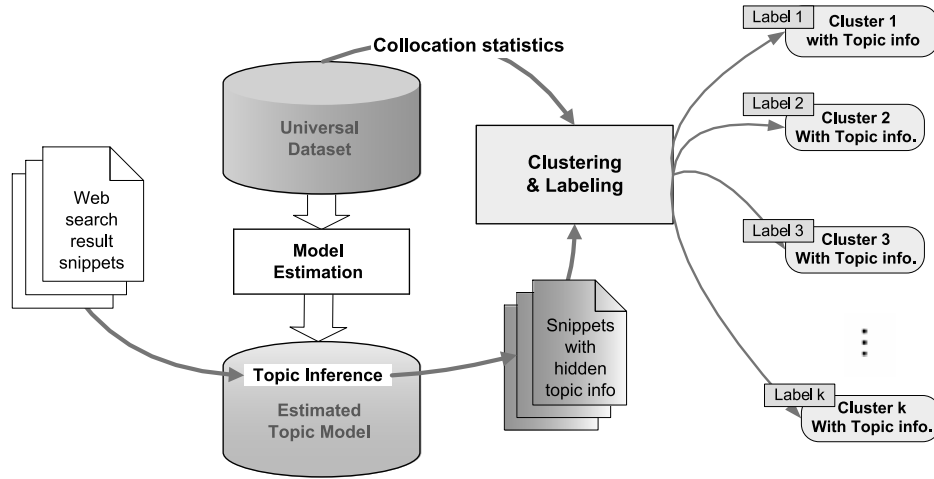 Collocation statistics
Universal
Dataset
Web
search
result
snippets
Model
Estimation
Topic Inference
Estimated
Topic Model
Snippets
with
hidden
topic info
Clustering
& Labeling
Label 1
Cluster 1
with Topic info
Label 2
Cluster 2
With Topic info.
Label 3
Cluster 3
With Topic info.
Label k
Cluster k
With Topic info.